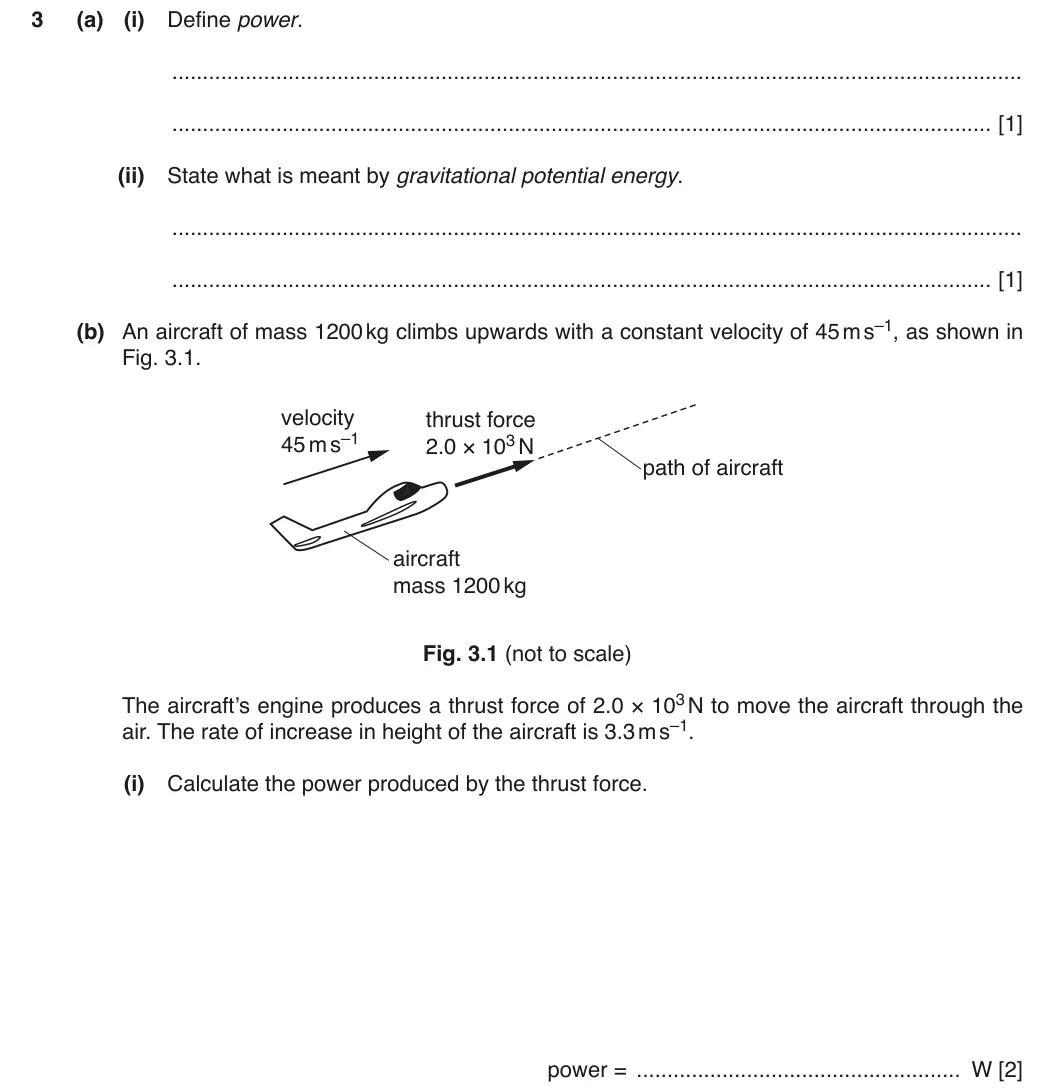 3 (a) (i) Define power.
.......................................................................................................................................
.................................................................................................................................. [1]
(ii) State what is meant by gravitational potential energy.
.......................................................................................................................................
.................................................................................................................................. [1]
(b) An aircraft of mass 1200 kg climbs upwards with a constant velocity of 45 m s⁻¹, as shown in
Fig. 3.1.
velocity
45 m s⁻¹
thrust force
2.0 × 10³ N
path of aircraft
aircraft
mass 1200 kg
Fig. 3.1 (not to scale)
The aircraft’s engine produces a thrust force of 2.0 × 10³ N to move the aircraft through the
air. The rate of increase in height of the aircraft is 3.3 m s⁻¹.
(i) Calculate the power produced by the thrust force.
power = ..................................................... W [2]